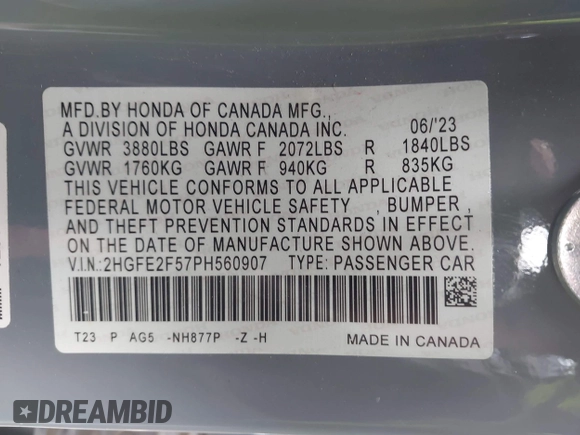 MFD.BY HONDA OF CANADA MFG.,
A DIVISION OF HONDA CANADA INC. 06/'23
GVWR 3880LBS GAWR F 2072LBS R 1840LBS
GVWR 1760KG GAWR F 940KG R 835KG
THIS VEHICLE CONFORMS TO ALL APPLICABLE
FEDERAL MOTOR VEHICLE SAFETY , BUMPER ,
AND THEFT PREVENTION STANDARDS IN EFFECT
ON THE DATE OF MANUFACTURE SHOWN ABOVE.
V.I.N.:2HGFE2F57PH560907 TYPE: PASSENGER CAR
T23 P AG5 -NH877P -Z -H
MADE IN CANADA
DREAMBID